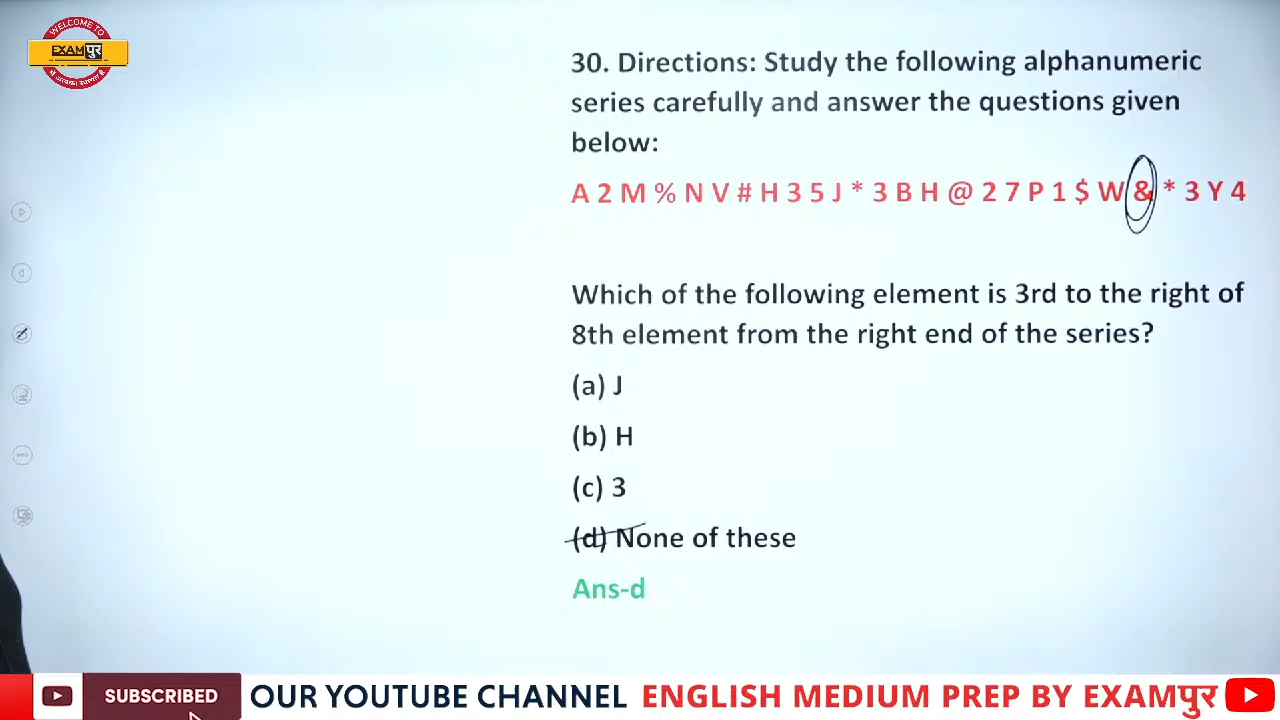 WELCOME TO
EXAMपुर
30. Directions: Study the following alphanumeric
series carefully and answer the questions given
below:
A 2 M % N V # H 3 5 J * 3 B H @ 2 7 P 1 $ W & * 3 Y 4
Which of the following element is 3rd to the right of
8th element from the right end of the series?
(a) J
(b) H
(c) 3
(d) None of these
Ans-d
SUBSCRIBED
OUR YOUTUBE CHANNEL ENGLISH MEDIUM PREP BY EXAMपुर